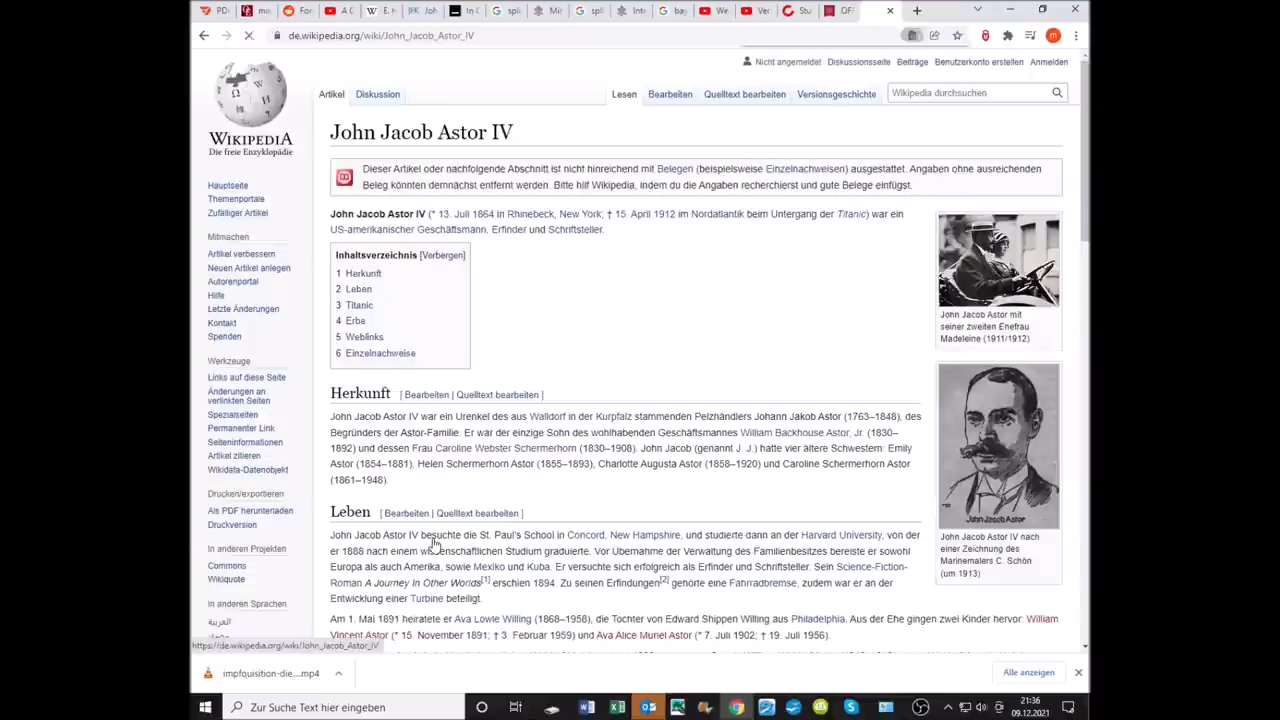 PD
m
For
A C
W E. H
JFK Joh
In C
G spli
Mir
G spli
Inte
G ba
We
Ver
Stu
OF
de.wikipedia.org/wiki/John_Jacob_Astor_IV
m
Nicht angemeldet Diskussionsseite Beiträge Benutzerkonto erstellen Anmelden
Artikel Diskussion Lesen Bearbeiten Quelltext bearbeiten Versionsgeschichte Wikipedia durchsuchen
WIKIPEDIA
Die freie Enzyklopädie
Hauptseite
Themenportale
Zufälliger Artikel
Mitmachen
Artikel verbessern
Neuen Artikel anlegen
Autorenportal
Hilfe
Letzte Änderungen
Kontakt
Spenden
Werkzeuge
Links auf diese Seite
Änderungen an
verlinkten Seiten
Spezialseiten
Permanenter Link
Seiteninformationen
Artikel zitieren
Wikidata-Datenobjekt
Drucken/exportieren
Als PDF herunterladen
Druckversion
In anderen Projekten
Commons
Wikiquote
In anderen Sprachen
العربية
John Jacob Astor IV
Dieser Artikel oder nachfolgende Abschnitt ist nicht hinreichend mit Belegen (beispielsweise Einzelnachweisen) ausgestattet. Angaben ohne ausreichenden
Beleg könnten demnächst entfernt werden. Bitte hilf Wikipedia, indem du die Angaben recherchierst und gute Belege einfügst.
John Jacob Astor IV (* 13. Juli 1864 in Rhinebeck, New York; † 15. April 1912 im Nordatlantik beim Untergang der Titanic) war ein
US-amerikanischer Geschäftsmann, Erfinder und Schriftsteller.
Inhaltsverzeichnis [Verbergen]
1 Herkunft
2 Leben
3 Titanic
4 Erbe
5 Weblinks
6 Einzelnachweise
Herkunft [ Bearbeiten | Quelltext bearbeiten ]
John Jacob Astor IV war ein Urenkel des aus Walldorf in der Kurpfalz stammenden Pelzhändlers Johann Jakob Astor (1763–1848), des
Begründers der Astor-Familie. Er war der einzige Sohn des wohlhabenden Geschäftsmannes William Backhouse Astor, Jr. (1830–
1892) und dessen Frau Caroline Webster Schermerhorn (1830–1908). John Jacob (genannt J. J.) hatte vier ältere Schwestern: Emily
Astor (1854–1881), Helen Schermerhorn Astor (1855–1893), Charlotte Augusta Astor (1858–1920) und Caroline Schermerhorn Astor
(1861–1948).
Leben [ Bearbeiten | Quelltext bearbeiten ]
John Jacob Astor IV besuchte die St. Paul's School in Concord, New Hampshire, und studierte dann an der Harvard University, von der
er 1888 nach einem wissenschaftlichen Studium graduierte. Vor Übernahme der Verwaltung des Familienbesitzes bereiste er sowohl
Europa als auch Amerika, sowie Mexiko und Kuba. Er versuchte sich erfolgreich als Erfinder und Schriftsteller. Sein Science-Fiction-
Roman A Journey In Other Worlds[1] erschien 1894. Zu seinen Erfindungen[2] gehörte eine Fahrradbremse, zudem war er an der
Entwicklung einer Turbine beteiligt.
Am 1. Mai 1891 heiratete er Ava Lowle Willing (1868–1958), die Tochter von Edward Shippen Willing aus Philadelphia. Aus der Ehe gingen zwei Kinder hervor: William
Vincent Astor (* 15. November 1891; † 3. Februar 1959) und Ava Alice Muriel Astor (* 7. Juli 1902; † 19. Juli 1956).
John Jacob Astor mit
seiner zweiten Ehefrau
Madeleine (1911/1912)
John Jacob Astor
John Jacob Astor IV nach
einer Zeichnung des
Marinemalers C. Schön
(um 1913)
https://de.wikipedia.org/wiki/John_Jacob_Astor_IV
impfquisition-die....mp4
Alle anzeigen
Zur Suche Text hier eingeben
21:36
09.12.2021